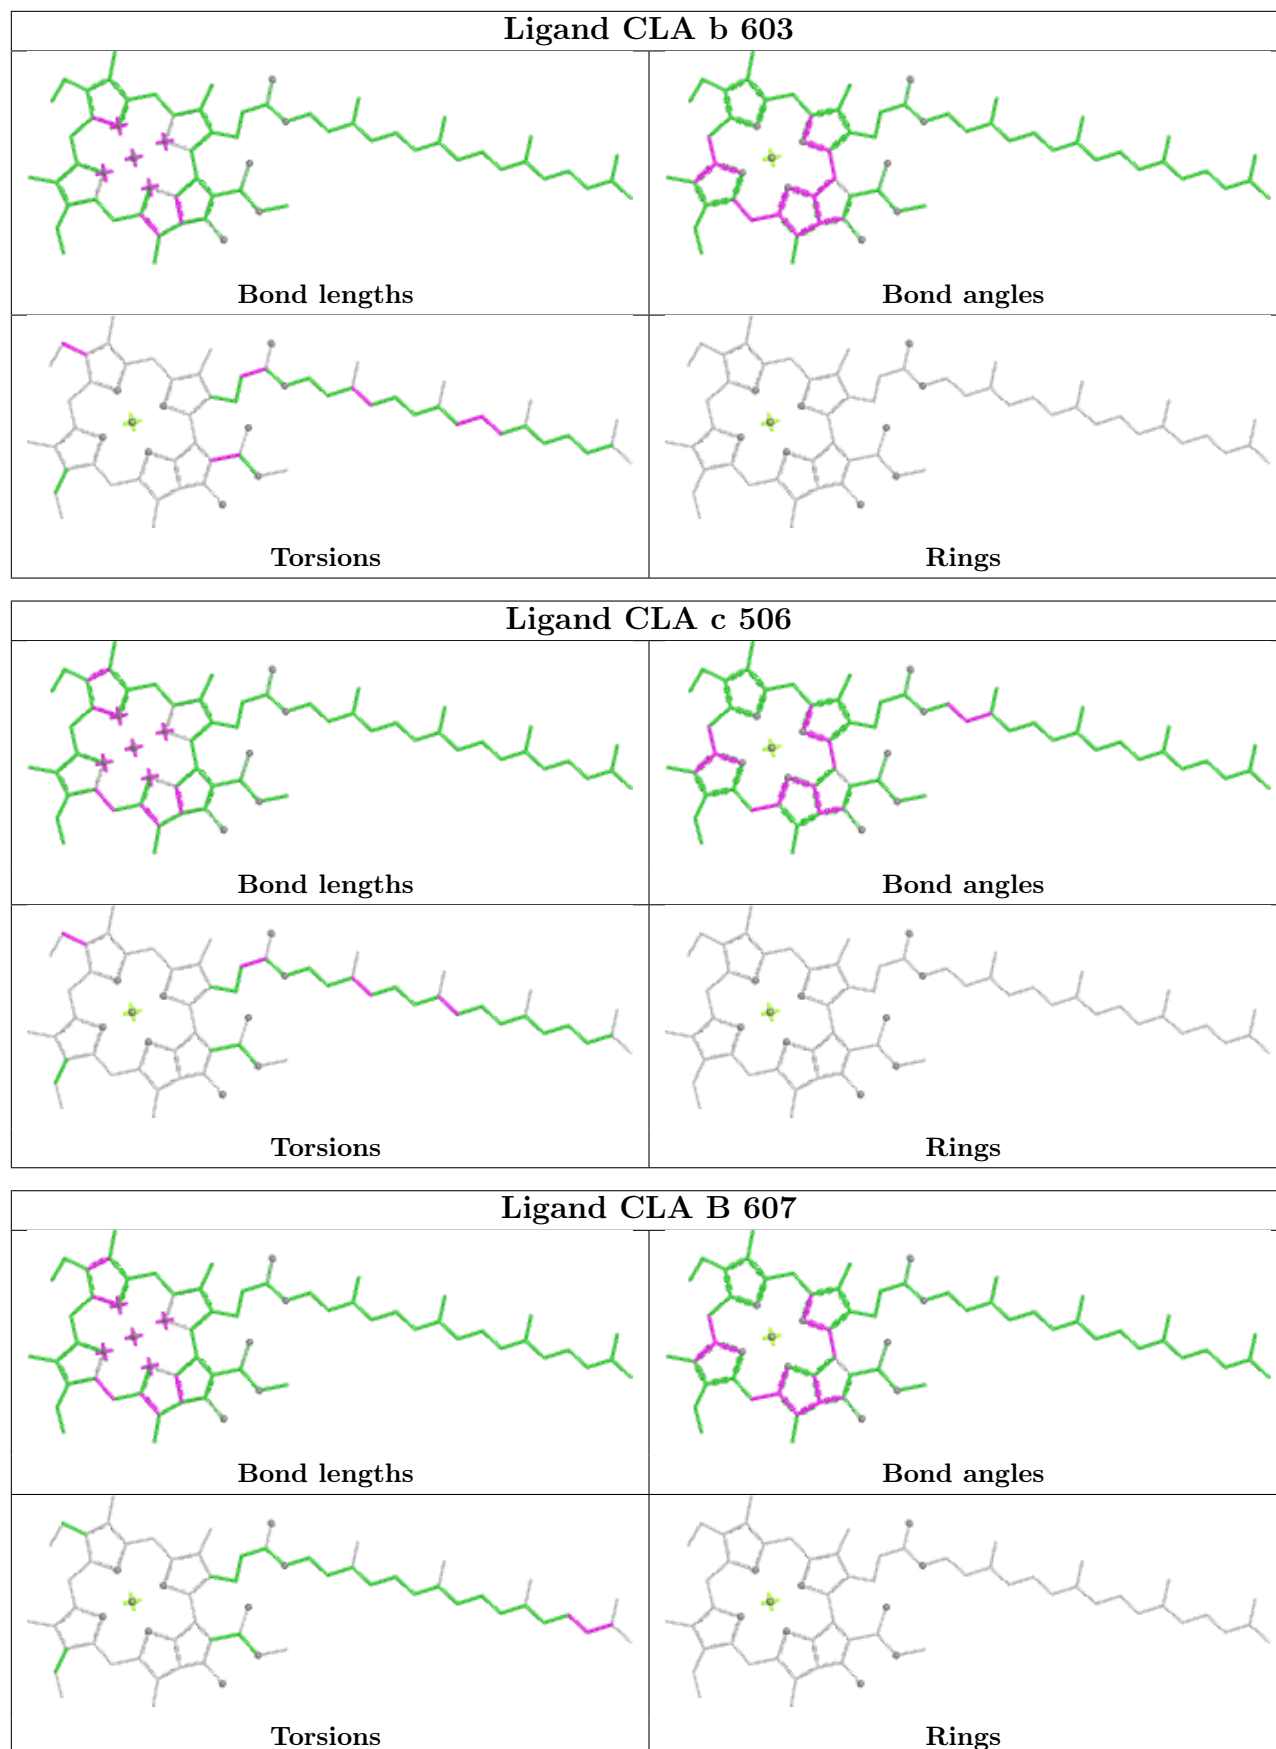 Ligand CLA b 603
Bond lengths
Bond angles
Torsions
Rings
Ligand CLA c 506
Bond lengths
Bond angles
Torsions
Rings
Ligand CLA B 607
Bond lengths
Bond angles
Torsions
Rings